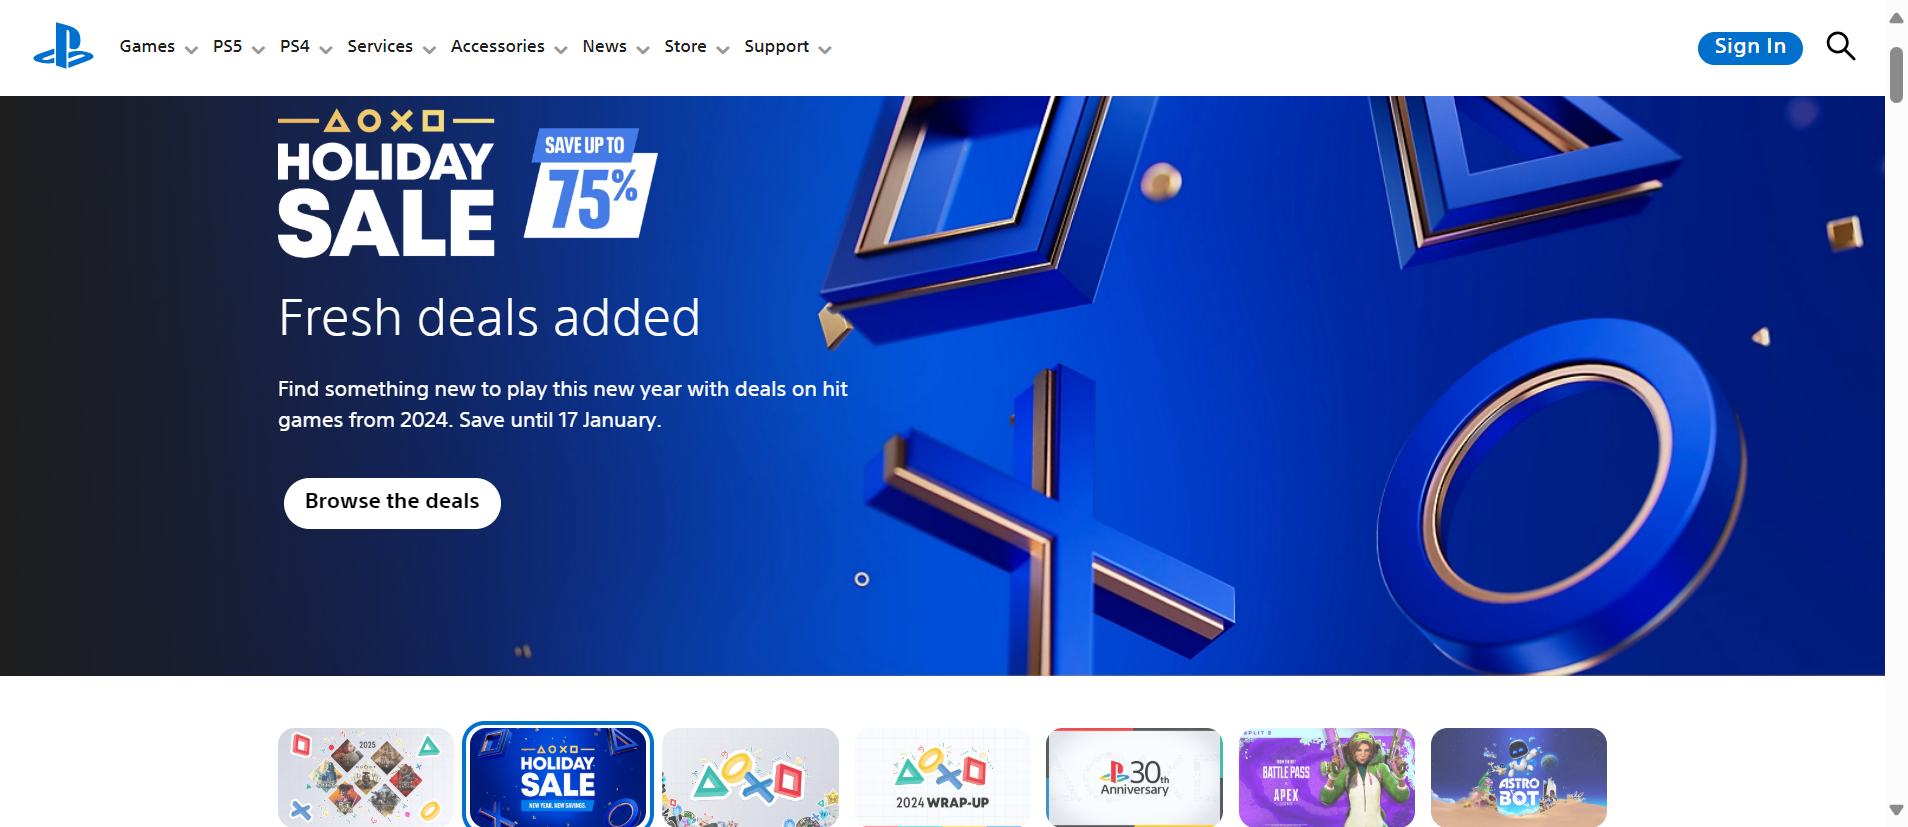 Games PS5 PS4 Services Accessories News Store Support Sign In
HOLIDAY
SALE
SAVE UP TO
75%
Fresh deals added
Find something new to play this new year with deals on hit
games from 2024. Save until 17 January.
Browse the deals
2025
HOLIDAY
SALE
NEW YEAR. NEW SAVINGS.
2024 WRAP-UP
30th
Anniversary
SPLIT 2
BATTLE PASS
APEX
ASTRO
BOT